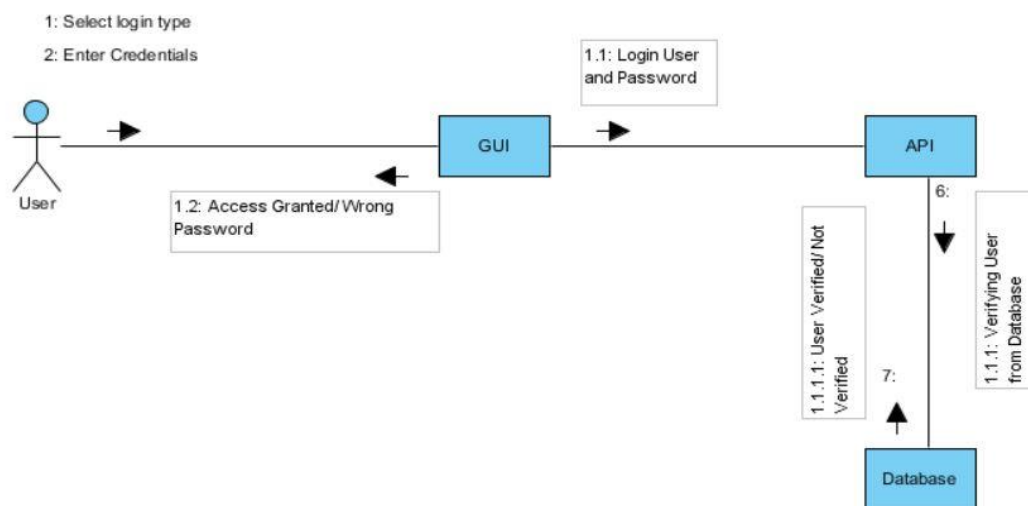 1: Select login type
2: Enter Credentials
1.1: Login User
and Password
GUI
API
User
1.2: Access Granted/ Wrong
Password
6:
1.1.1.1: User Verified/ Not
Verified
1.1.1: Verifying User
from Database
7:
Database